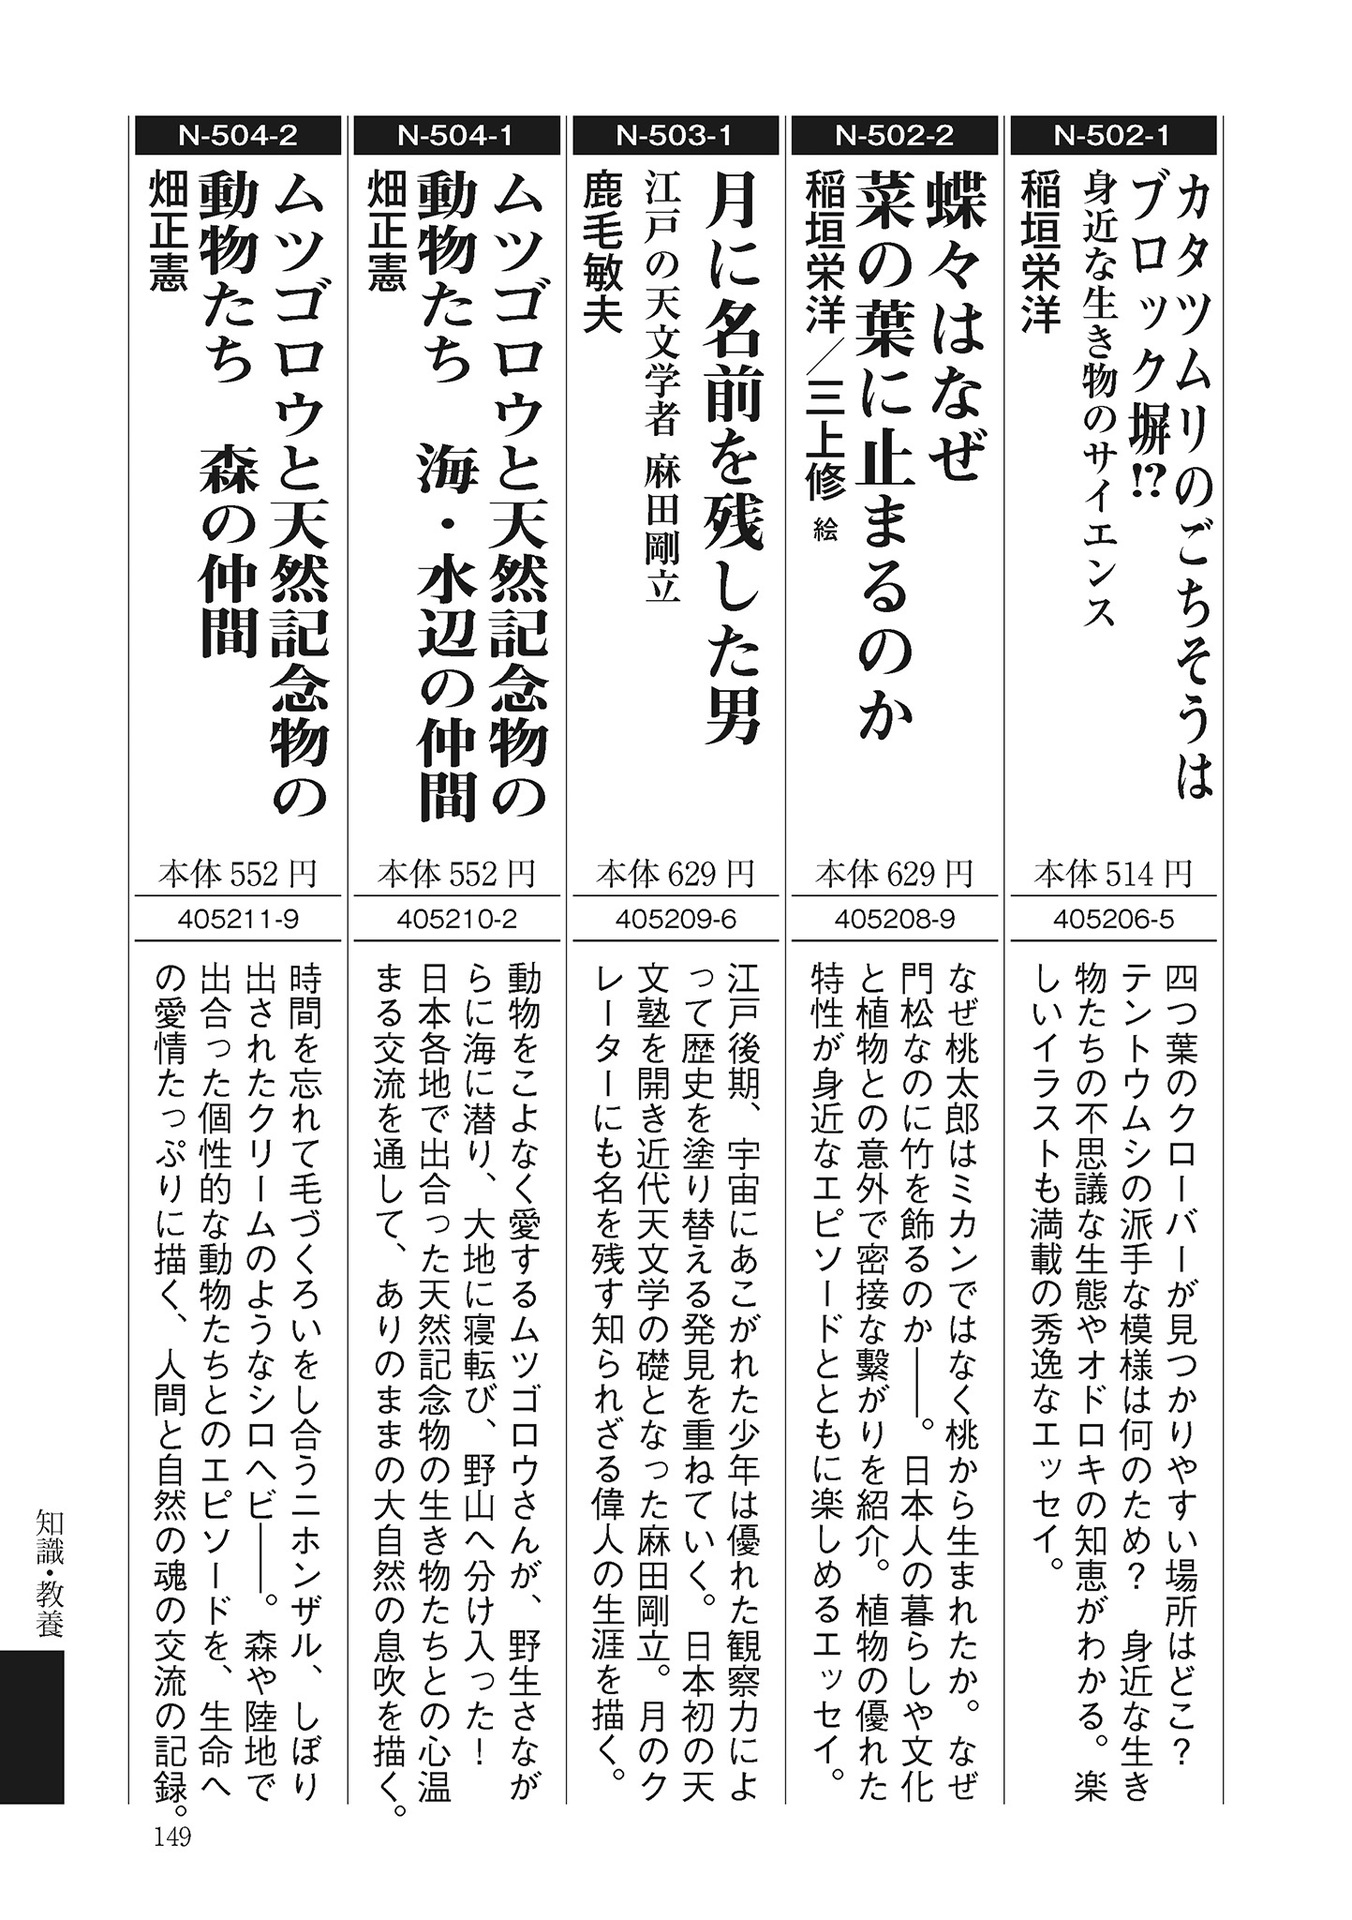 N-502-1
カタツムリのごちそうは
ブロック塀!?
身近な生き物のサイエンス
稲垣栄洋
本体514円
405206-5
四つ葉のクローバーが見つかりやすい場所はどこ？
テントウムシの派手な模様は何のため？　身近な生き
物たちの不思議な生態やオドロキの知恵がわかる。楽
しいイラストも満載の秀逸なエッセイ。
N-502-2
蝶々はなぜ
菜の葉に止まるのか
稲垣栄洋／三上修 絵
本体629円
405208-9
なぜ桃太郎はミカンではなく桃から生まれたか。なぜ
門松なのに竹を飾るのか――。日本人の暮らしや文化
と植物との意外で密接な繋がりを紹介。植物の優れた
特性が身近なエピソードとともに楽しめるエッセイ。
N-503-1
月に名前を残した男
江戸の天文学者 麻田剛立
鹿毛敏夫
本体629円
405209-6
江戸後期、宇宙にあこがれた少年は優れた観察力によ
って歴史を塗り替える発見を重ねていく。日本初の天
文塾を開き近代天文学の礎となった麻田剛立。月のク
レーターにも名を残す知られざる偉人の生涯を描く。
N-504-1
ムツゴロウと天然記念物の
動物たち　海・水辺の仲間
畑正憲
本体552円
405210-2
動物をこよなく愛するムツゴロウさんが、野生さなが
らに海に潜り、大地に寝転び、野山へ分け入った！
日本各地で出合った天然記念物の生き物たちとの心温
まる交流を通して、ありのままの大自然の息吹を描く。
N-504-2
ムツゴロウと天然記念物の
動物たち　森の仲間
畑正憲
本体552円
405211-9
時間を忘れて毛づくろいをし合うニホンザル、しぼり
出されたクリームのようなシロヘビ――。森や陸地で
出合った個性的な動物たちとのエピソードを、生命へ
の愛情たっぷりに描く、人間と自然の魂の交流の記録。
知識・教養
149